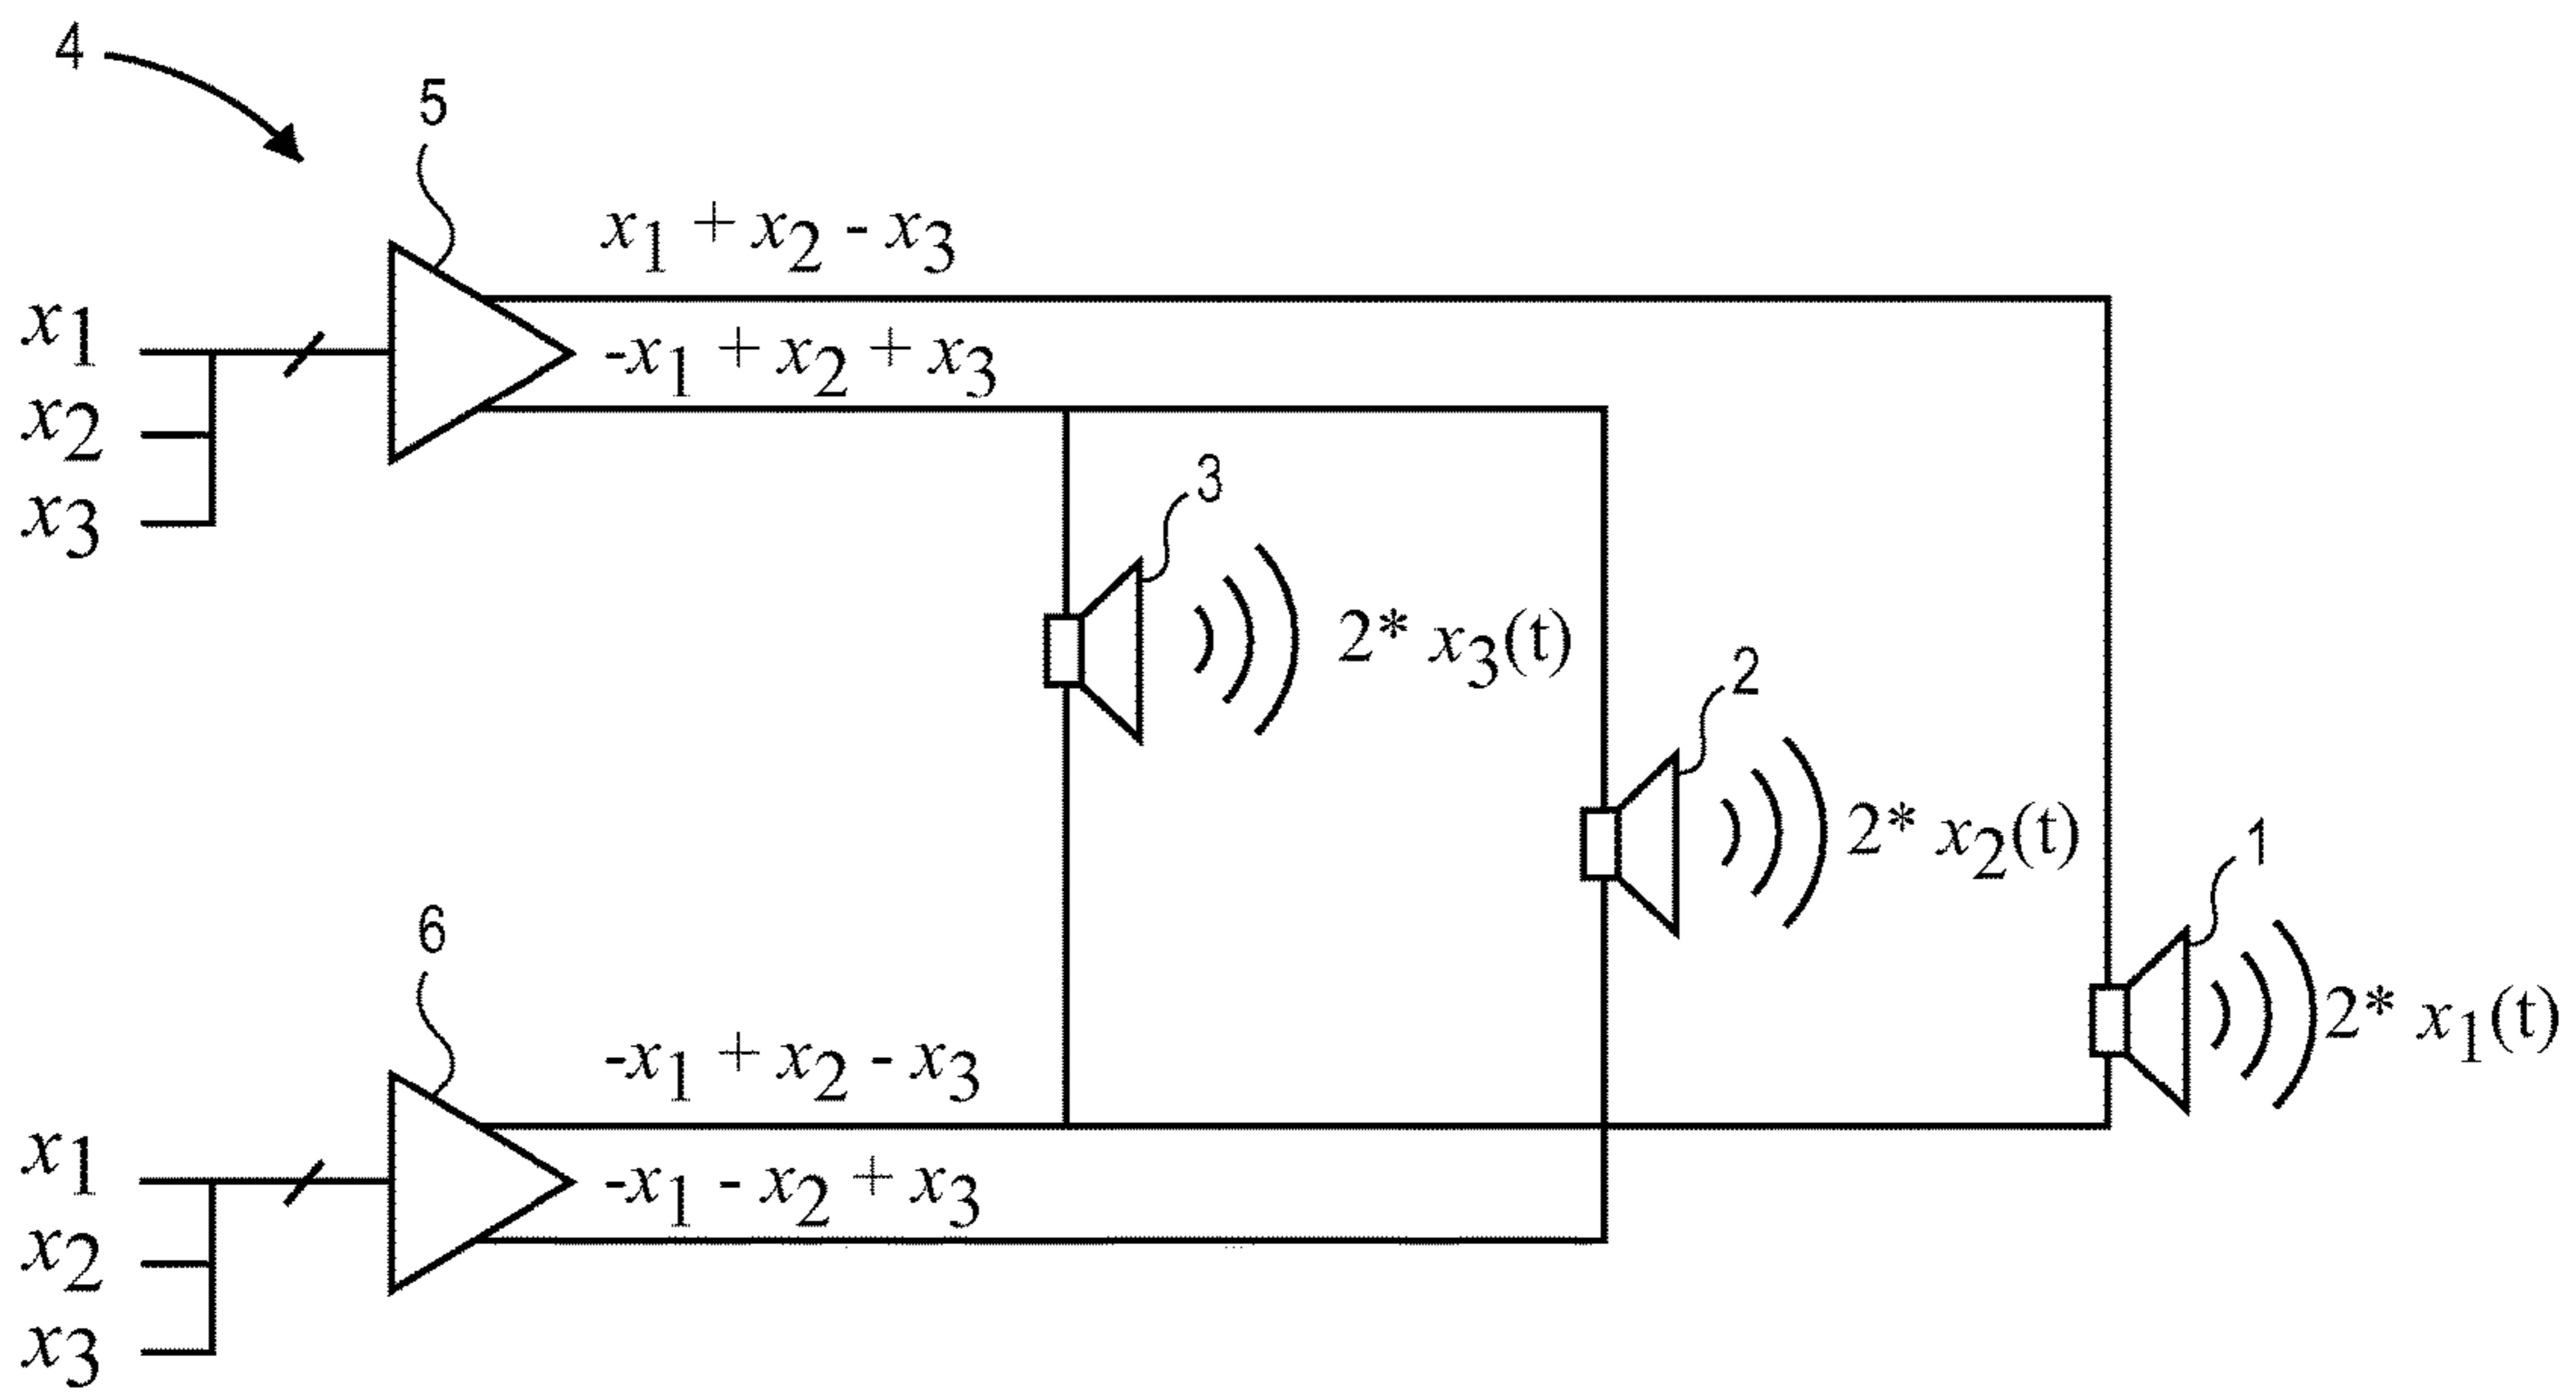 4
5
x1 + x2 - x3
x1
-x1 + x2 + x3
x2
x3
3
2* x3(t)
2
2* x2(t)
1
2* x1(t)
6
-x1 + x2 - x3
x1
-x1 - x2 + x3
x2
x3